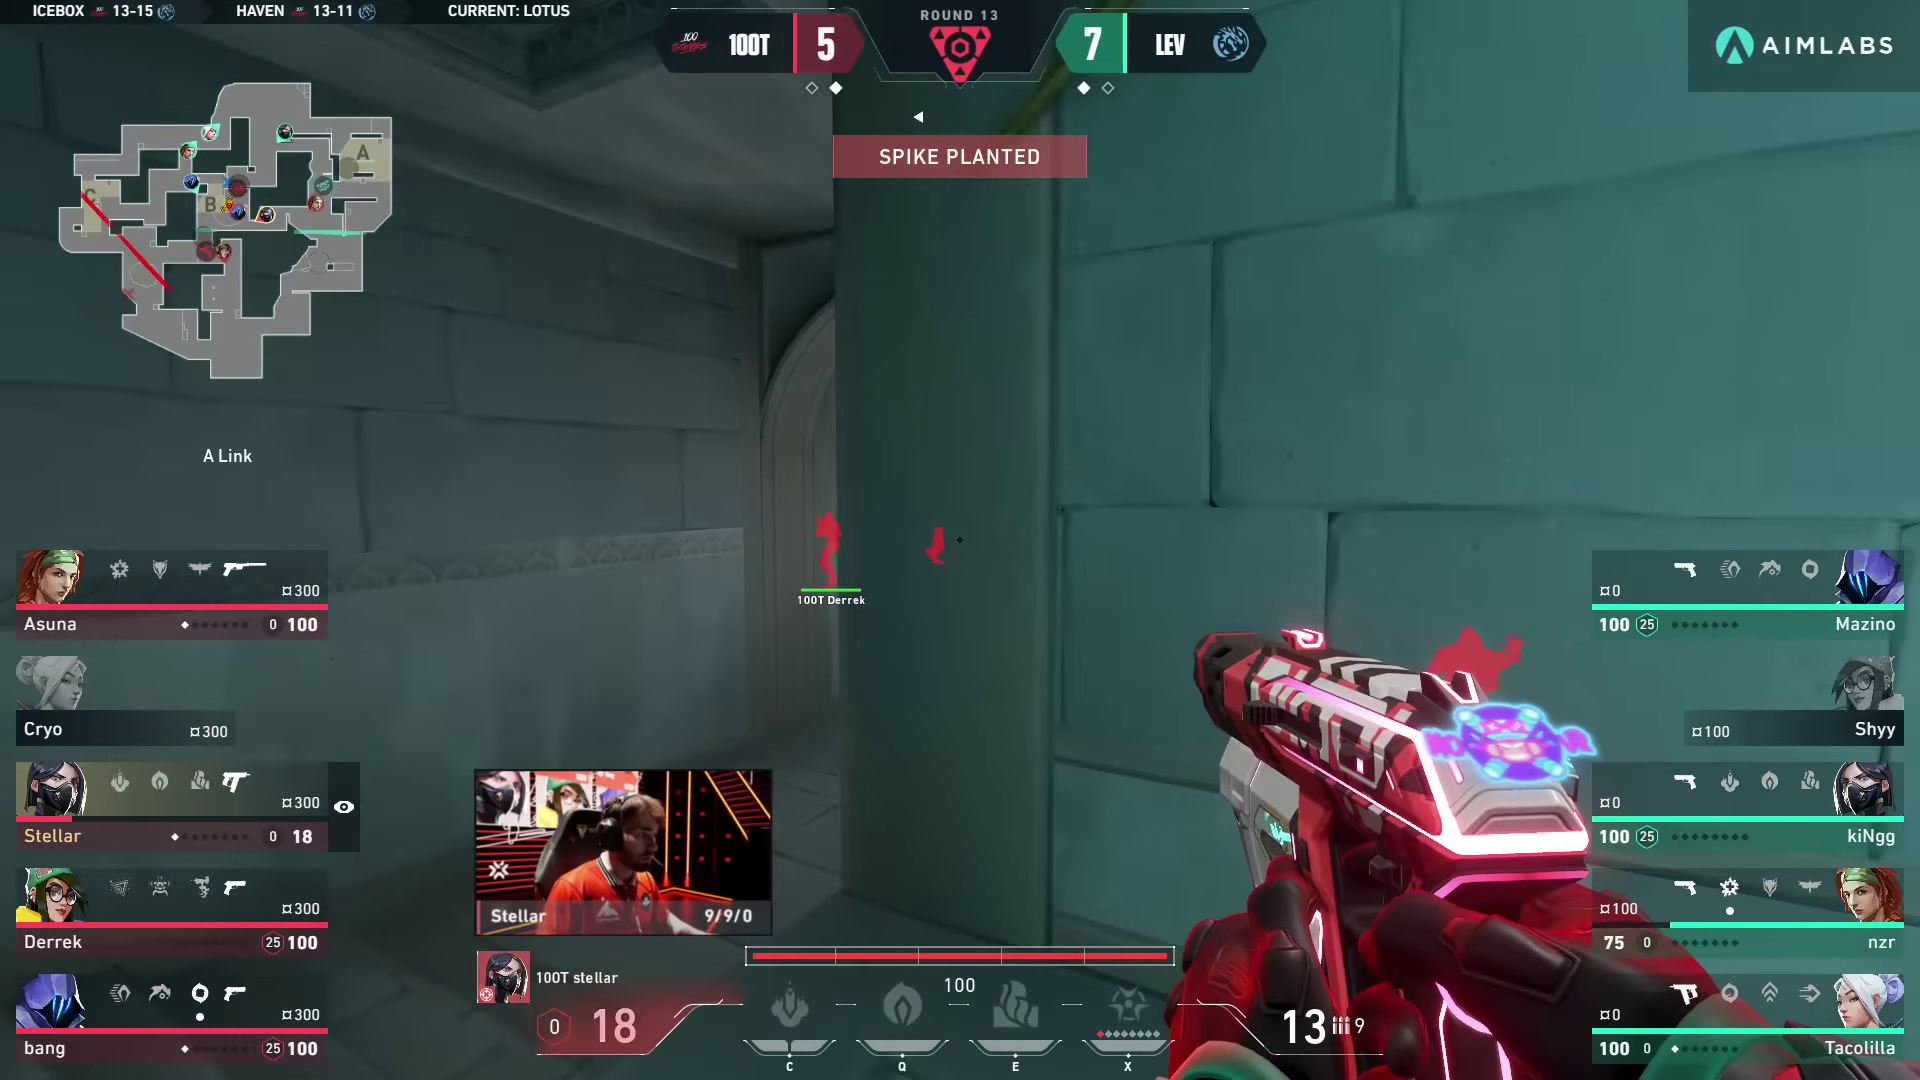 ICEBOX 13-15 HAVEN 13-11 CURRENT: LOTUS
100 THIEVES 100T 5 ROUND 13 7 LEV
AIMLABS
SPIKE PLANTED
A
C
B
A Link
100T Derrek
300
Asuna 0 100
Cryo 300
300
Stellar 0 18
300
Derrek 25 100
300
bang 25 100
Stellar 9/9/0
100T stellar
0 18
100
C Q E X
13 9
0
100 25 Mazino
100 Shyy
0
100 25 kiNgg
100
75 0 nzr
0
100 0 Tacolilla